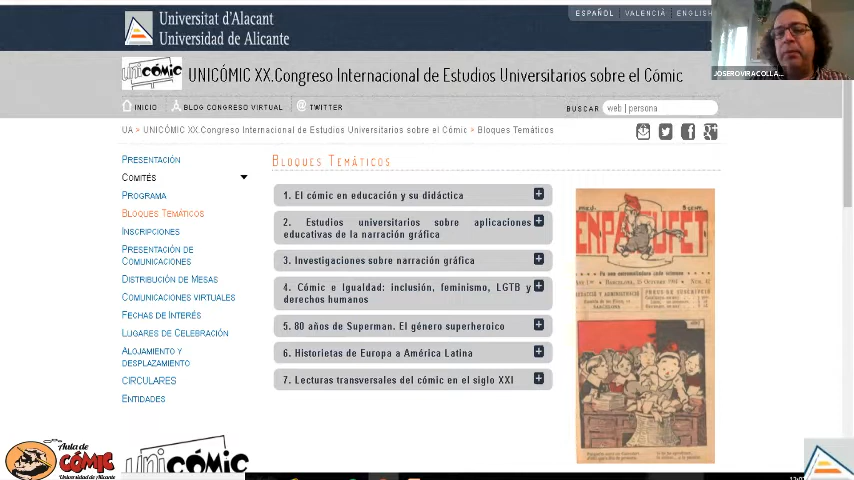 Universitat d'Alacant
Universidad de Alicante
ESPAÑOL VALENCIÀ ENGLISH
JOSEROVIRACOLLA...
unicómic UNICÓMIC XX.Congreso Internacional de Estudios Universitarios sobre el Cómic
INICIO BLOG CONGRESO VIRTUAL TWITTER
BUSCAR web | persona
UA > UNICÓMIC XX.Congreso Internacional de Estudios Universitarios sobre el Cómic > Bloques Temáticos
PRESENTACIÓN
COMITÉS
PROGRAMA
BLOQUES TEMÁTICOS
INSCRIPCIONES
PRESENTACIÓN DE
COMUNICACIONES
DISTRIBUCIÓN DE MESAS
COMUNICACIONES VIRTUALES
FECHAS DE INTERÉS
LUGARES DE CELEBRACIÓN
ALOJAMIENTO Y
DESPLAZAMIENTO
CIRCULARES
ENTIDADES
BLOQUES TEMÁTICOS
1. El cómic en educación y su didáctica
2. Estudios universitarios sobre aplicaciones
educativas de la narración gráfica
3. Investigaciones sobre narración gráfica
4. Cómic e Igualdad: inclusión, feminismo, LGTB y
derechos humanos
5. 80 años de Superman. El género superheroico
6. Historietas de Europa a América Latina
7. Lecturas transversales del cómic en el siglo XXI
EN PATUFET
BARCELONA
Aula de
CÓMIC
Universidad de Alicante
unicómic